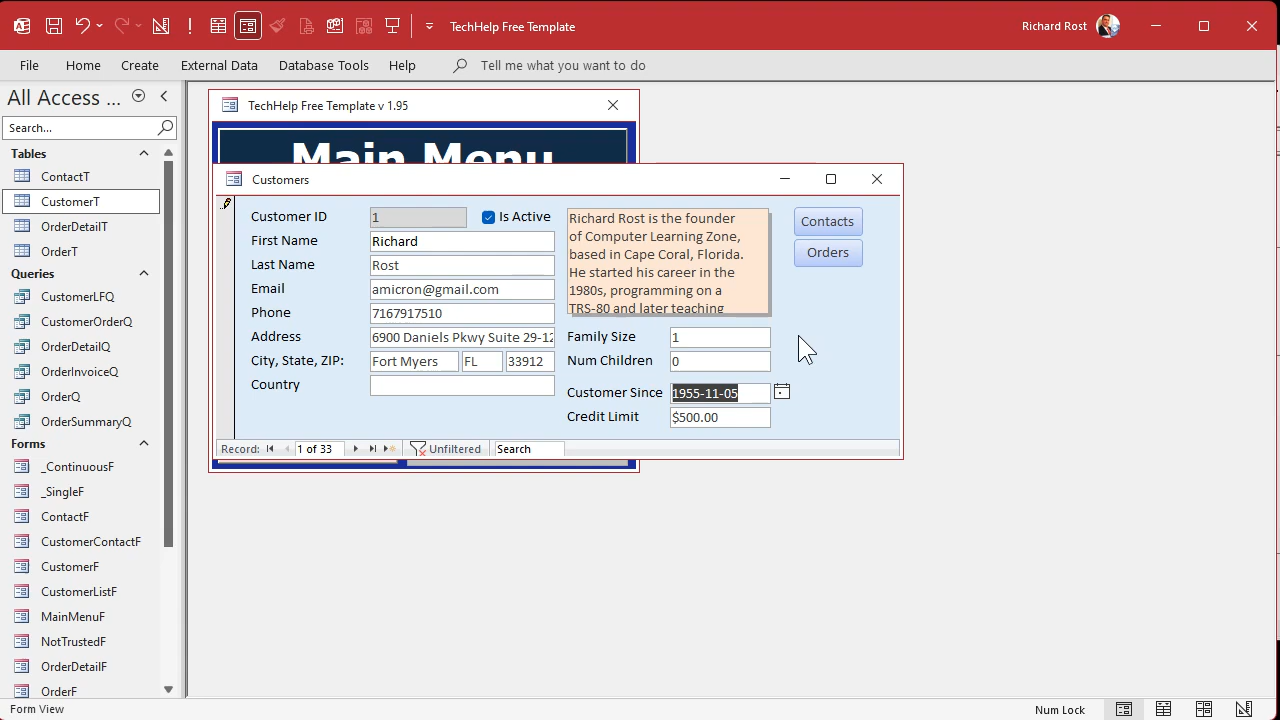 TechHelp Free Template
Richard Rost
File Home Create External Data Database Tools Help Tell me what you want to do
All Access ...
Search...
Tables
ContactT
CustomerT
OrderDetailT
OrderT
Queries
CustomerLFQ
CustomerOrderQ
OrderDetailQ
OrderInvoiceQ
OrderQ
OrderSummaryQ
Forms
_ContinuousF
_SingleF
ContactF
CustomerContactF
CustomerF
CustomerListF
MainMenuF
NotTrustedF
OrderDetailF
OrderF
TechHelp Free Template v 1.95
Main Menu
Customers
Customer ID 1 Is Active
First Name Richard
Last Name Rost
Email amicron@gmail.com
Phone 7167917510
Address 6900 Daniels Pkwy Suite 29-12
City, State, ZIP: Fort Myers FL 33912
Country
Richard Rost is the founder
of Computer Learning Zone,
based in Cape Coral, Florida.
He started his career in the
1980s, programming on a
TRS-80 and later teaching
Family Size 1
Num Children 0
Customer Since 1955-11-05
Credit Limit $500.00
Contacts
Orders
Record: 1 of 33 Unfiltered Search
Form View
Num Lock